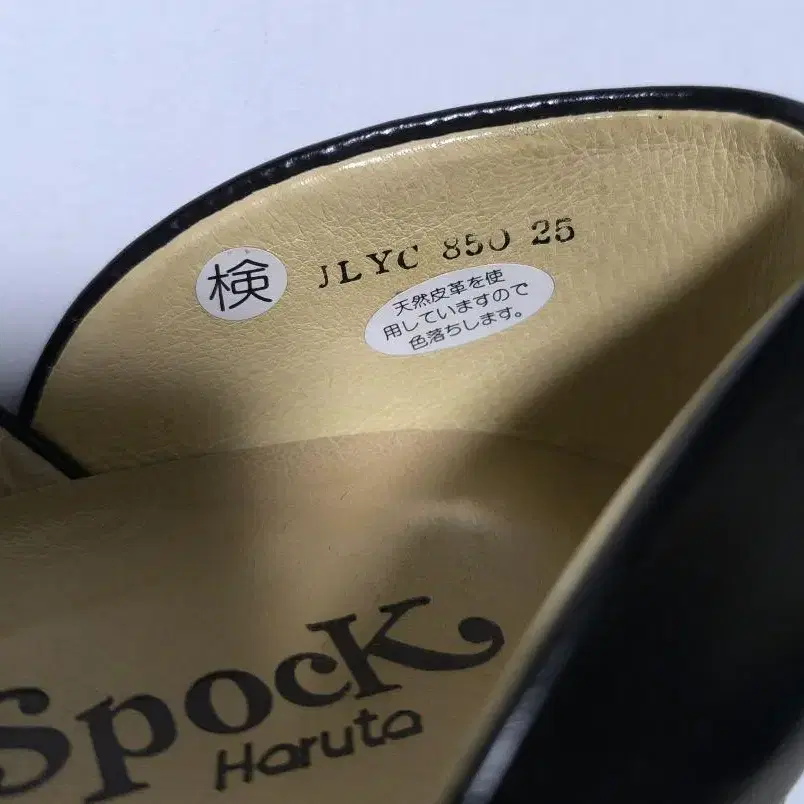 検
JLYC 850 25
天然皮革を使
用していますので
色落ちします。
Spock
Haruta